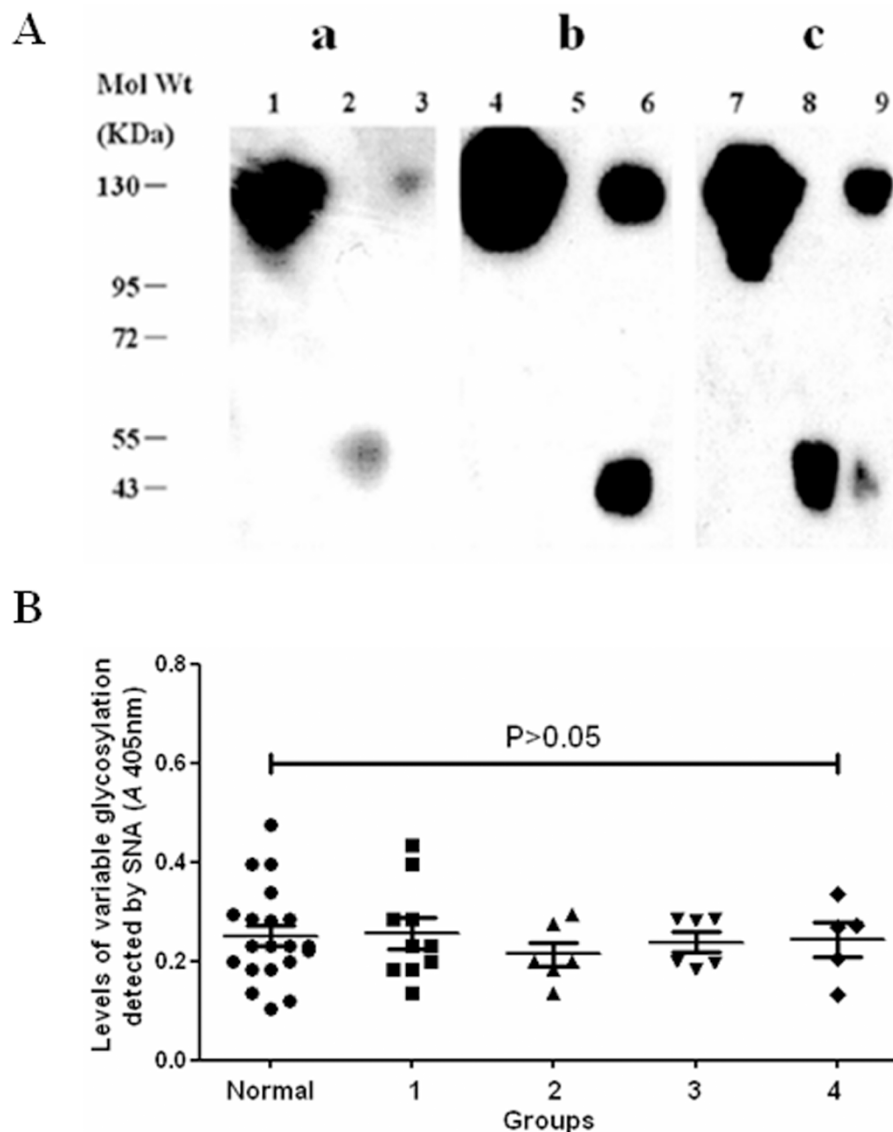 A
a b c
Mol Wt 1 2 3 4 5 6 7 8 9
(KDa)
130
95
72
55
43
B
Levels of variable glycosylation
detected by SNA (A 405nm)
0.8
0.6
0.4
0.2
0.0
P>0.05
Normal 1 2 3 4
Groups